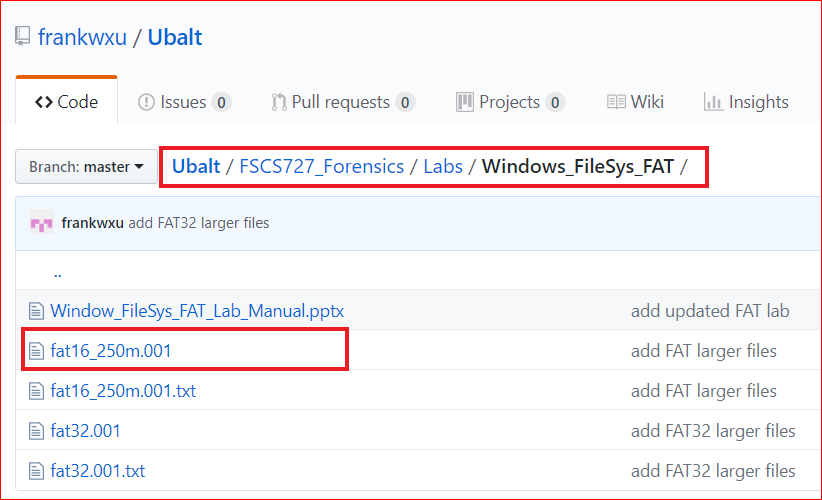 frankwxu / Ubalt
Code Issues 0 Pull requests 0 Projects 0 Wiki Insights
Branch: master Ubalt / FSCS727_Forensics / Labs / Windows_FileSys_FAT /
frankwxu add FAT32 larger files
..
Window_FileSys_FAT_Lab_Manual.pptx add updated FAT lab
fat16_250m.001 add FAT larger files
fat16_250m.001.txt add FAT larger files
fat32.001 add FAT32 larger files
fat32.001.txt add FAT32 larger files